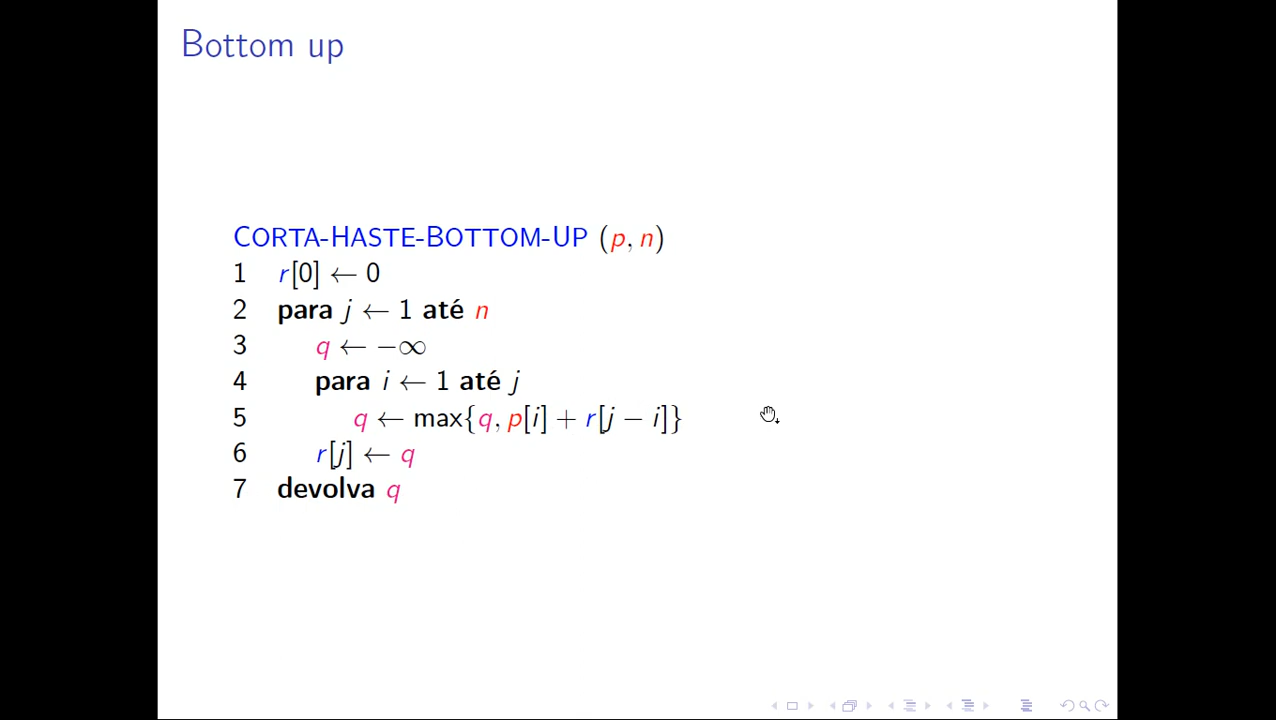 Bottom up
CORTA-HASTE-BOTTOM-UP (p, n)
1 r[0] ← 0
2 para j ← 1 até n
3 q ← −∞
4 para i ← 1 até j
5 q ← max{q, p[i] + r[j − i]}
6 r[j] ← q
7 devolva q